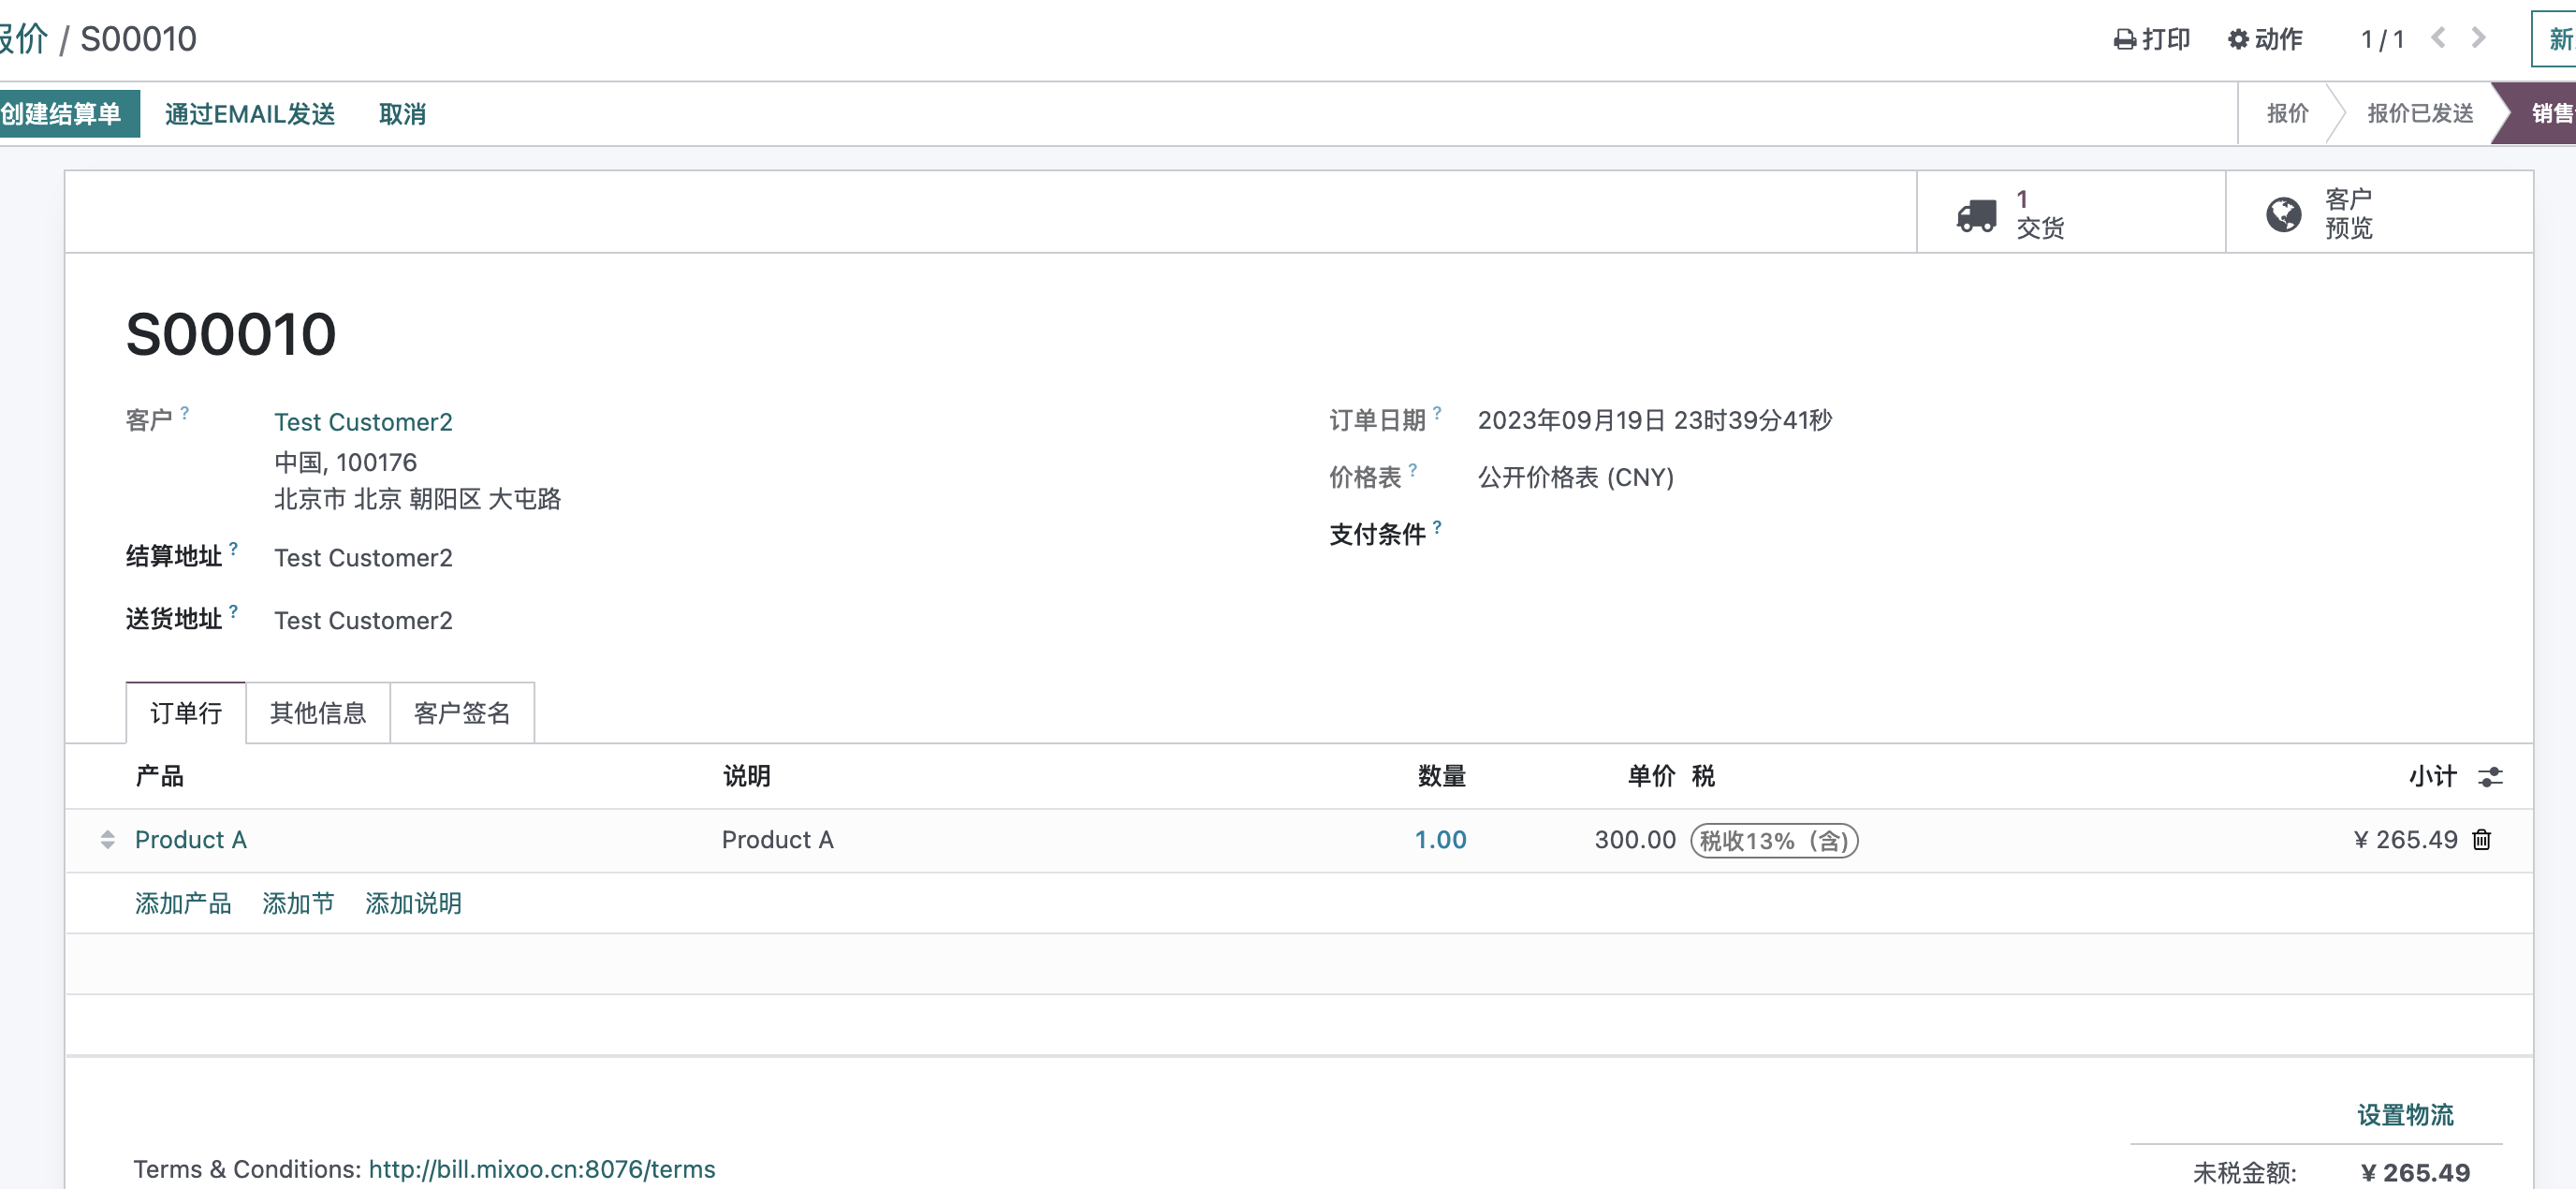 报价 / S00010
打印 动作 1 / 1 新
创建结算单 通过EMAIL发送 取消 报价 报价已发送 销售
1 交货
客户 预览
S00010
客户 ? Test Customer2
中国, 100176
北京市 北京 朝阳区 大屯路
结算地址 ? Test Customer2
送货地址 ? Test Customer2
订单日期 ? 2023年09月19日 23时39分41秒
价格表 ? 公开价格表 (CNY)
支付条件 ?
订单行 其他信息 客户签名
产品 说明 数量 单价 税 小计
Product A Product A 1.00 300.00 税收13%（含) ¥ 265.49
添加产品 添加节 添加说明
设置物流
Terms & Conditions: http://bill.mixoo.cn:8076/terms
未税金额: ¥ 265.49